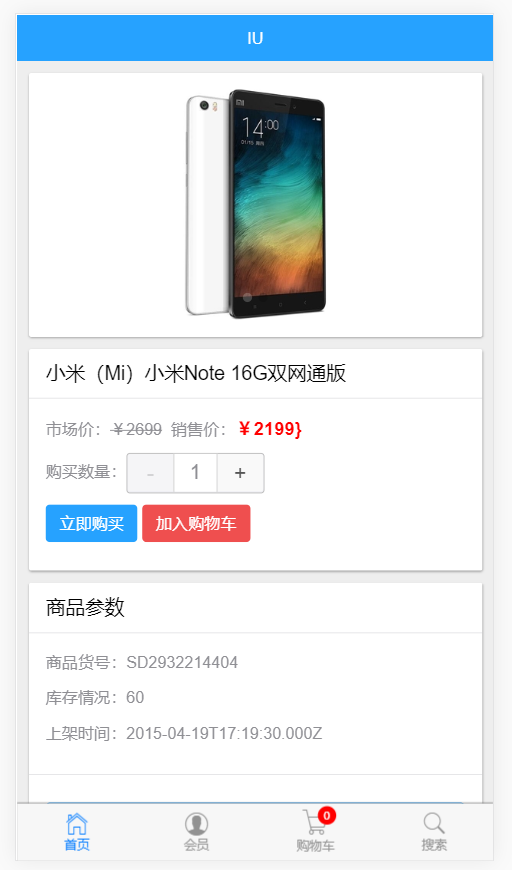 IU
MI
14:00
小米（Mi）小米Note 16G双网通版
市场价：￥2699 销售价：￥2199}
购买数量： - 1 +
立即购买 加入购物车
商品参数
商品货号：SD2932214404
库存情况：60
上架时间：2015-04-19T17:19:30.000Z
0
首页 会员 购物车 搜索